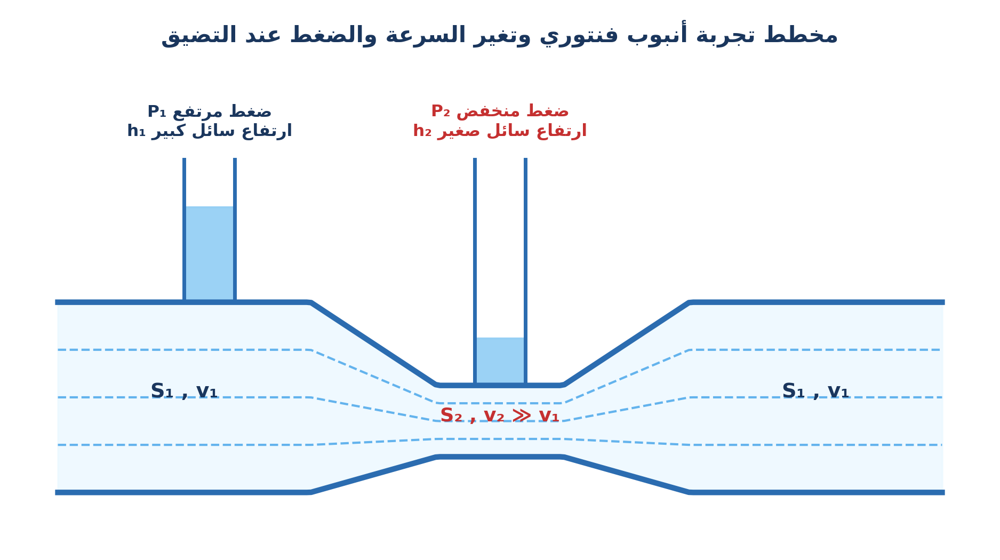 مخطط تجربة أنبوب فنتوري وتغير السرعة والضغط عند التضيق
ضغط منخفض P₂
ارتفاع سائل صغير h₂
ضغط مرتفع P₁
ارتفاع سائل كبير h₁
S₁ , v₁
S₂ , v₂ ≫ v₁
S₁ , v₁